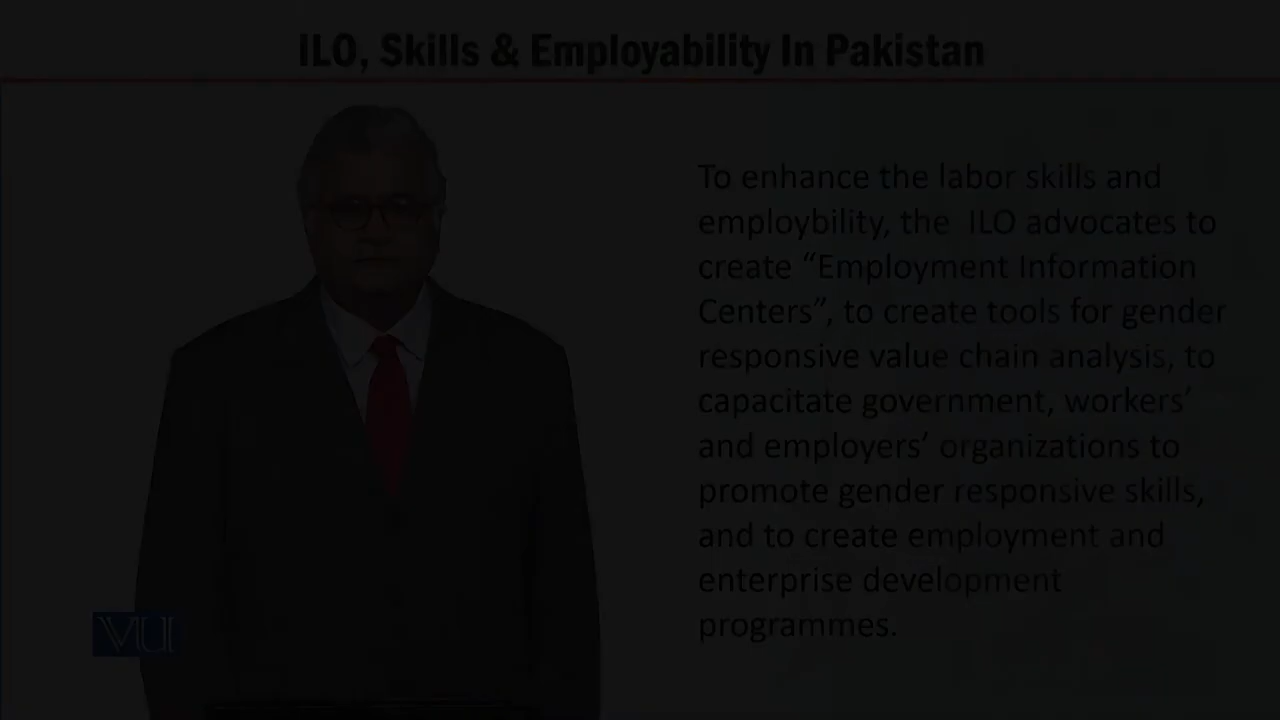 ILO, Skills & Employability In Pakistan
To enhance the labor skills and
employbility, the ILO advocates to
create “Employment Information
Centers”, to create tools for gender
responsive value chain analysis, to
capacitate government, workers’
and employers’ organizations to
promote gender responsive skills,
and to create employment and
enterprise development
programmes.
VU